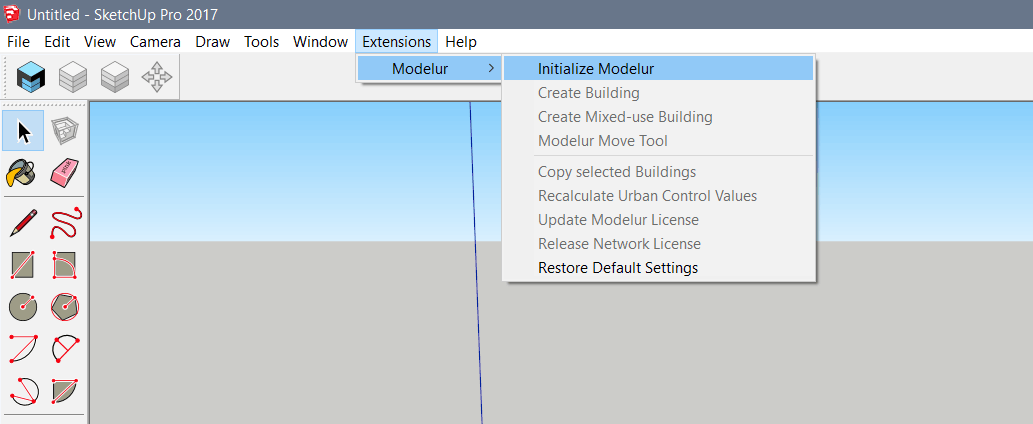 Untitled - SketchUp Pro 2017
File Edit View Camera Draw Tools Window Extensions Help
Modelur
Initialize Modelur
Create Building
Create Mixed-use Building
Modelur Move Tool
Copy selected Buildings
Recalculate Urban Control Values
Update Modelur License
Release Network License
Restore Default Settings